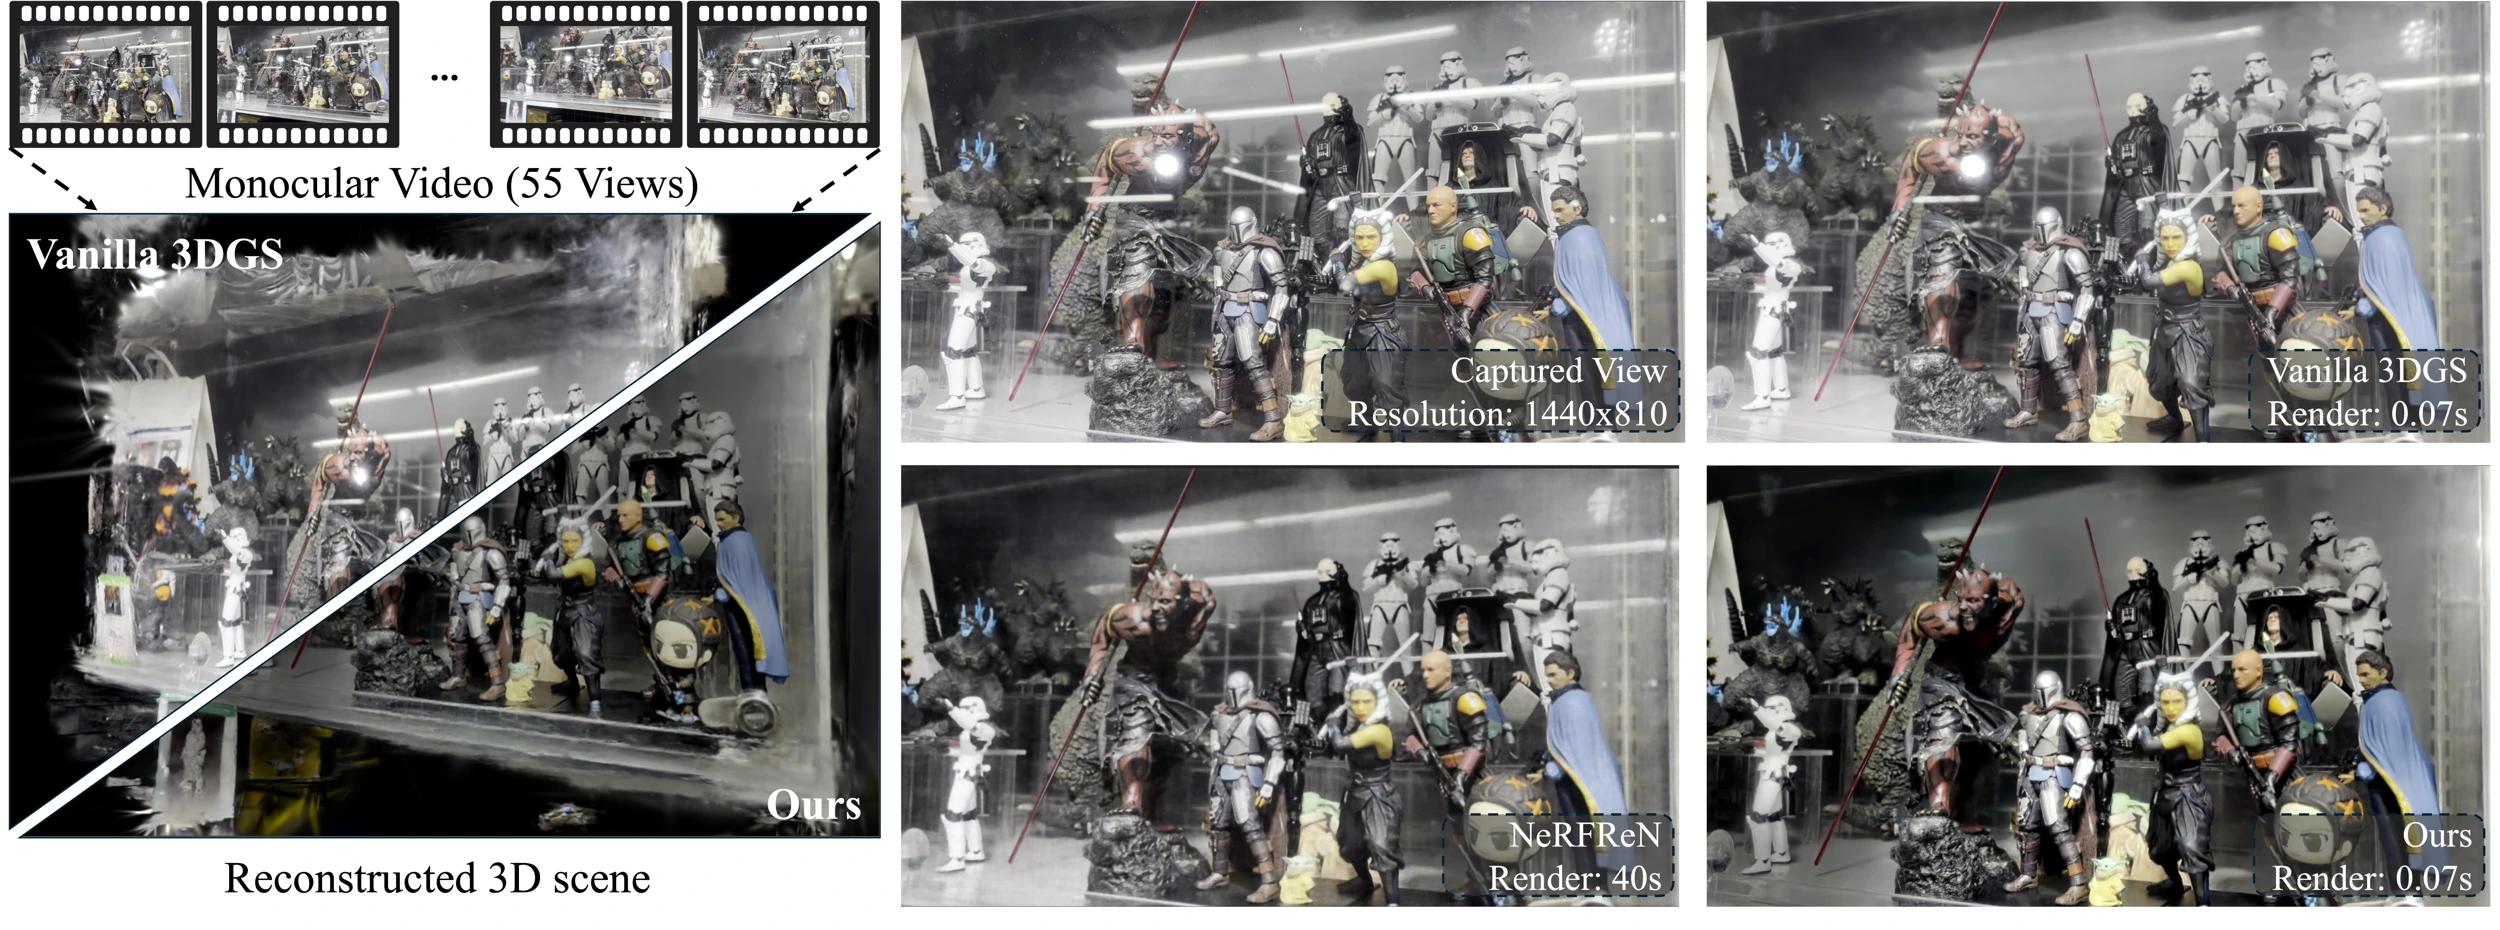 ...
Monocular Video (55 Views)
Vanilla 3DGS
Ours
Reconstructed 3D scene
Captured View
Resolution: 1440x810
Vanilla 3DGS
Render: 0.07s
NeRFReN
Render: 40s
Ours
Render: 0.07s